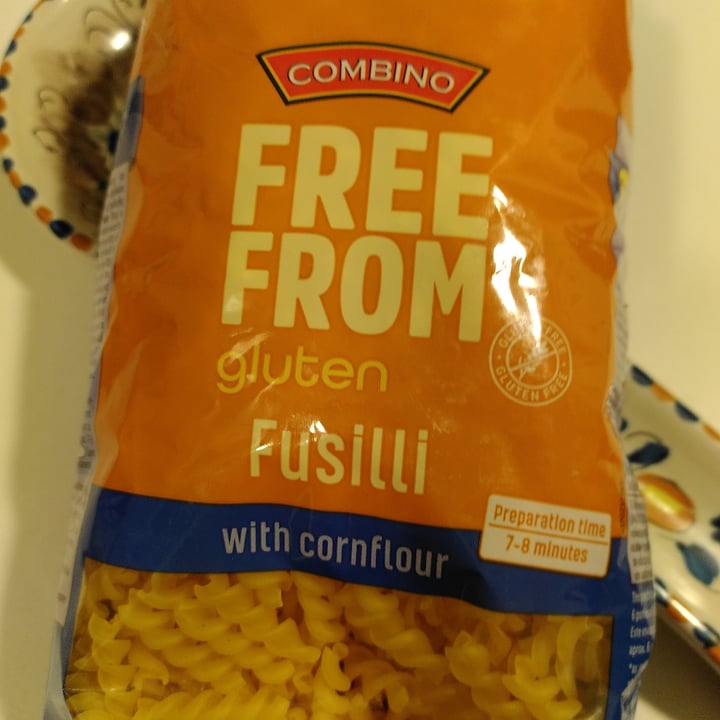 COMBINO
FREE
FROM
gluten
GLUTEN FREE
GLUTEN FREE
Fusilli
with cornflour
Preparation time
7-8 minutes